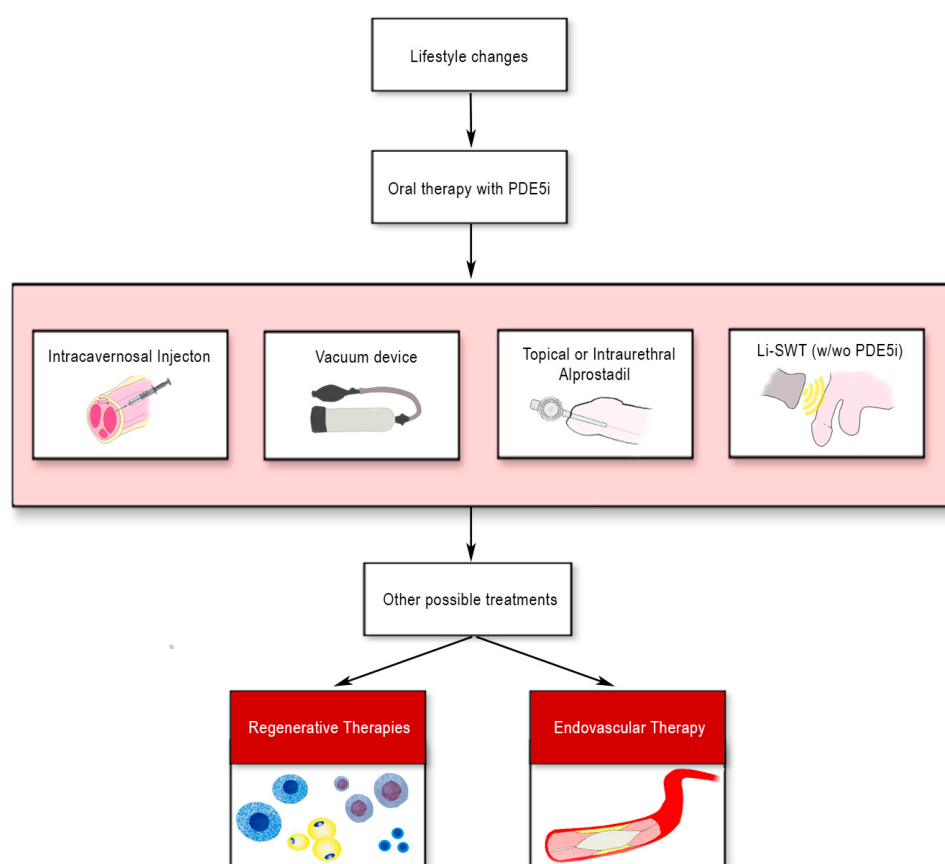 Lifestyle changes
Oral therapy with PDE5i
Intracavernosal Injecton
Vacuum device
Topical or Intraurethral
Alprostadil
Li-SWT (w/wo PDE5i)
Other possible treatments
Regenerative Therapies
Endovascular Therapy